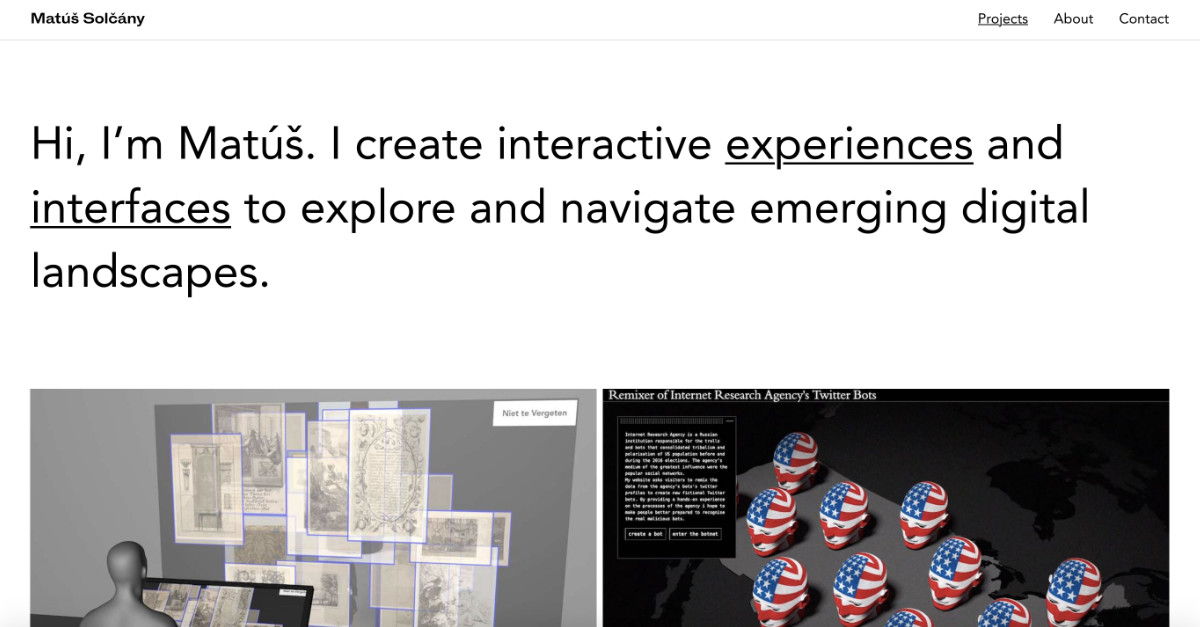 Matúš Solčány
Projects About Contact
Hi, I’m Matúš. I create interactive experiences and
interfaces to explore and navigate emerging digital
landscapes.
Niet te Vergeten
Remixer of Internet Research Agency's Twitter Bots
Internet Research Agency is a Russian
institution responsible for the trolls
and bots that consolidated tribalism and
polarisation of US population before and
during the 2016 elections. The agency's
medium of the greatest influence were the
popular social networks.
My website asks visitors to remix the
data from the agency's bots's twitter
profiles to create new fictional Twitter
bots. By providing a hands-on experience
on the processes of the agency I hope to
make people better prepared to recognise
the real malicious bots.
create a bot enter the botnet